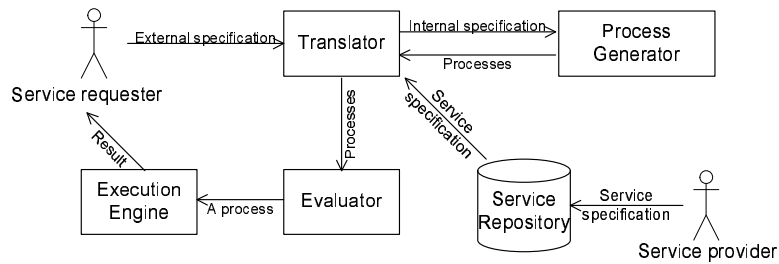 External specification
Translator
Internal specification
Process
Generator
Processes
Service requester
Service
specification
Processes
Result
Execution
Engine
A process
Evaluator
Service
Repository
Service
specification
Service provider